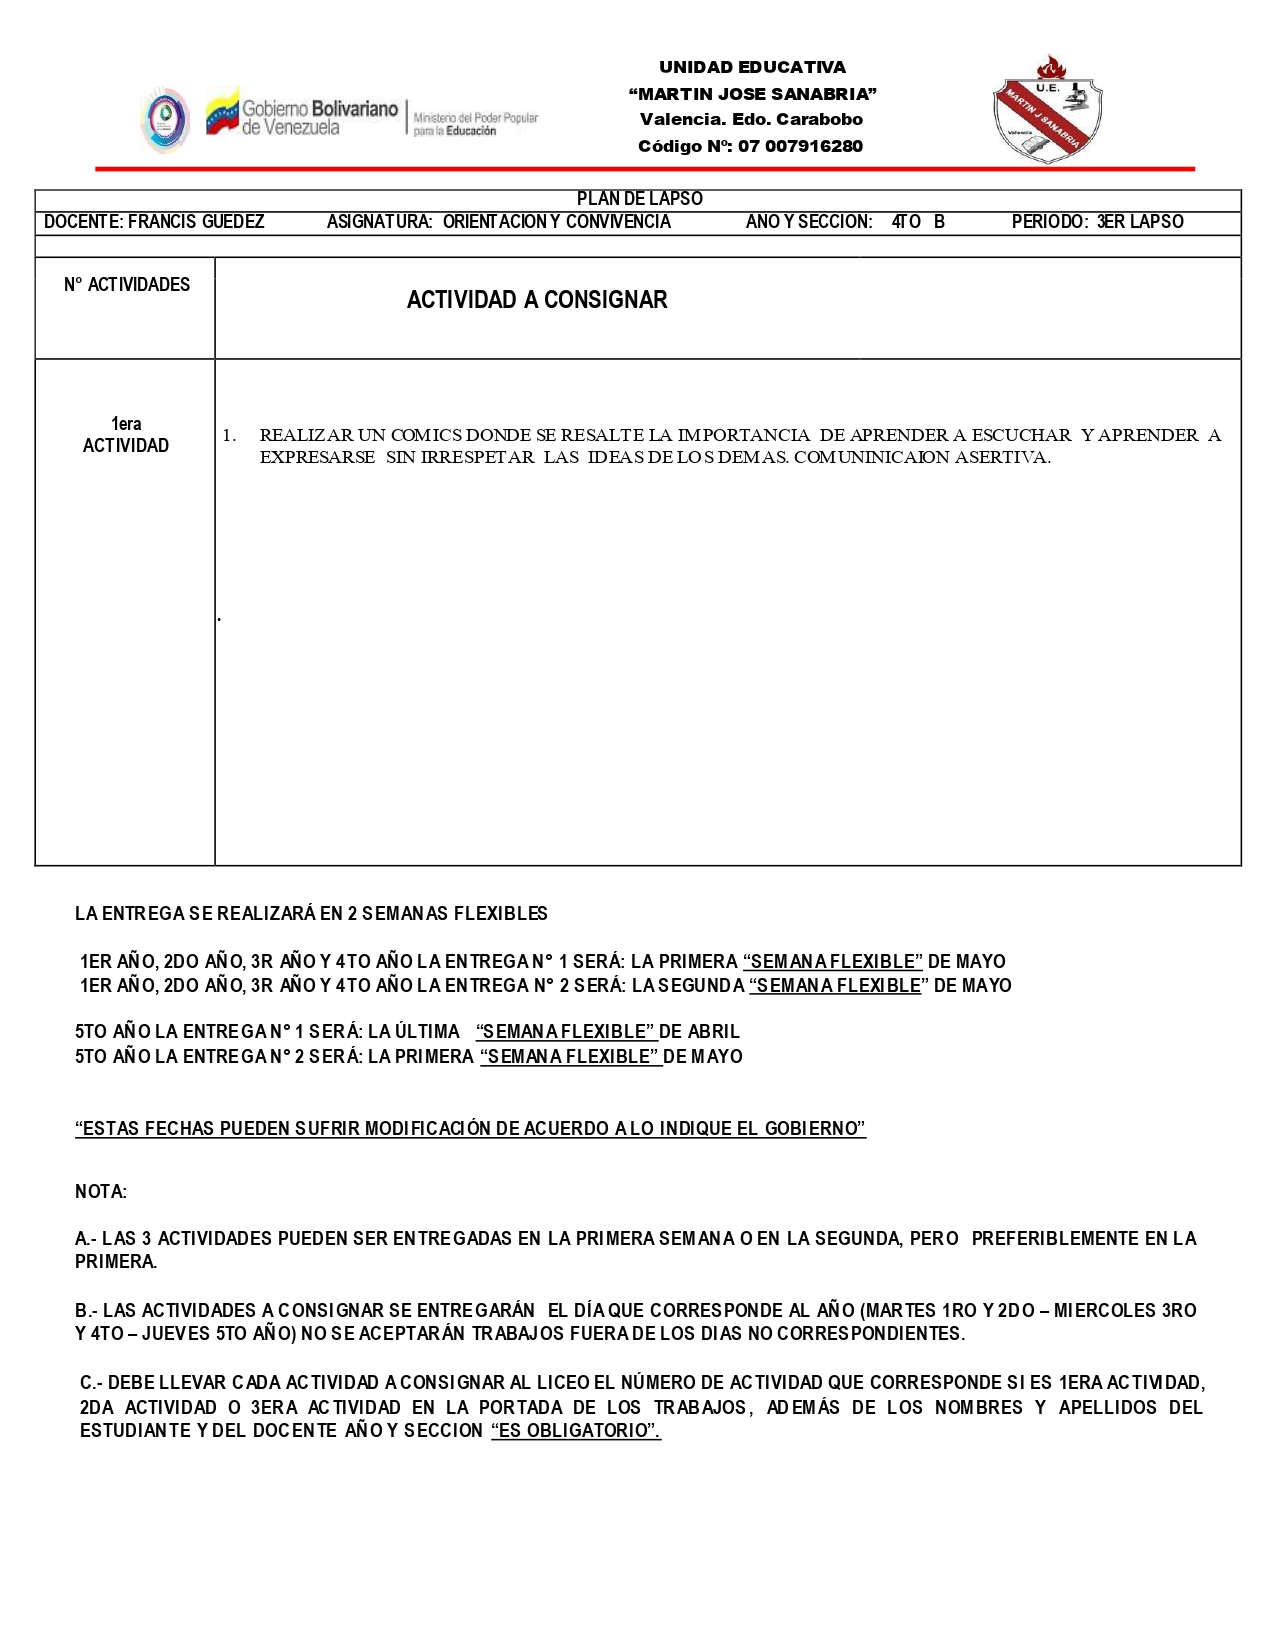 UNIDAD EDUCATIVA
“MARTIN JOSE SANABRIA”
Valencia. Edo. Carabobo
Código Nº: 07 007916280
Gobierno Bolivariano
de Venezuela
Ministerio del Poder Popular
para la Educación
U.E.
MARTIN J SANABRIA
Valencia
PLAN DE LAPSO
DOCENTE: FRANCIS GUEDEZ ASIGNATURA: ORIENTACION Y CONVIVENCIA ANO Y SECCION: 4TO B PERIODO: 3ER LAPSO
N° ACTIVIDADES
ACTIVIDAD A CONSIGNAR
1era
ACTIVIDAD
1. REALIZAR UN COMICS DONDE SE RESALTE LA IMPORTANCIA DE APRENDER A ESCUCHAR Y APRENDER A
EXPRESARSE SIN IRRESPETAR LAS IDEAS DE LOS DEMAS. COMUNINICAION ASERTIVA.
.
LA ENTREGA SE REALIZARÁ EN 2 SEMANAS FLEXIBLES
1ER AÑO, 2DO AÑO, 3R AÑO Y 4TO AÑO LA ENTREGA N° 1 SERÁ: LA PRIMERA “SEMANA FLEXIBLE” DE MAYO
1ER AÑO, 2DO AÑO, 3R AÑO Y 4TO AÑO LA ENTREGA N° 2 SERÁ: LA SEGUNDA “SEMANA FLEXIBLE” DE MAYO
5TO AÑO LA ENTREGA N° 1 SERÁ: LA ÚLTIMA “SEMANA FLEXIBLE” DE ABRIL
5TO AÑO LA ENTREGA N° 2 SERÁ: LA PRIMERA “SEMANA FLEXIBLE” DE MAYO
“ESTAS FECHAS PUEDEN SUFRIR MODIFICACIÓN DE ACUERDO A LO INDIQUE EL GOBIERNO”
NOTA:
A.- LAS 3 ACTIVIDADES PUEDEN SER ENTREGADAS EN LA PRIMERA SEMANA O EN LA SEGUNDA, PERO PREFERIBLEMENTE EN LA
PRIMERA.
B.- LAS ACTIVIDADES A CONSIGNAR SE ENTREGARÁN EL DÍA QUE CORRESPONDE AL AÑO (MARTES 1RO Y 2DO – MIERCOLES 3RO
Y 4TO – JUEVES 5TO AÑO) NO SE ACEPTARÁN TRABAJOS FUERA DE LOS DIAS NO CORRESPONDIENTES.
C.- DEBE LLEVAR CADA ACTIVIDAD A CONSIGNAR AL LICEO EL NÚMERO DE ACTIVIDAD QUE CORRESPONDE SI ES 1ERA ACTIVIDAD,
2DA ACTIVIDAD O 3ERA ACTIVIDAD EN LA PORTADA DE LOS TRABAJOS, ADEMÁS DE LOS NOMBRES Y APELLIDOS DEL
ESTUDIANTE Y DEL DOCENTE AÑO Y SECCION “ES OBLIGATORIO”.